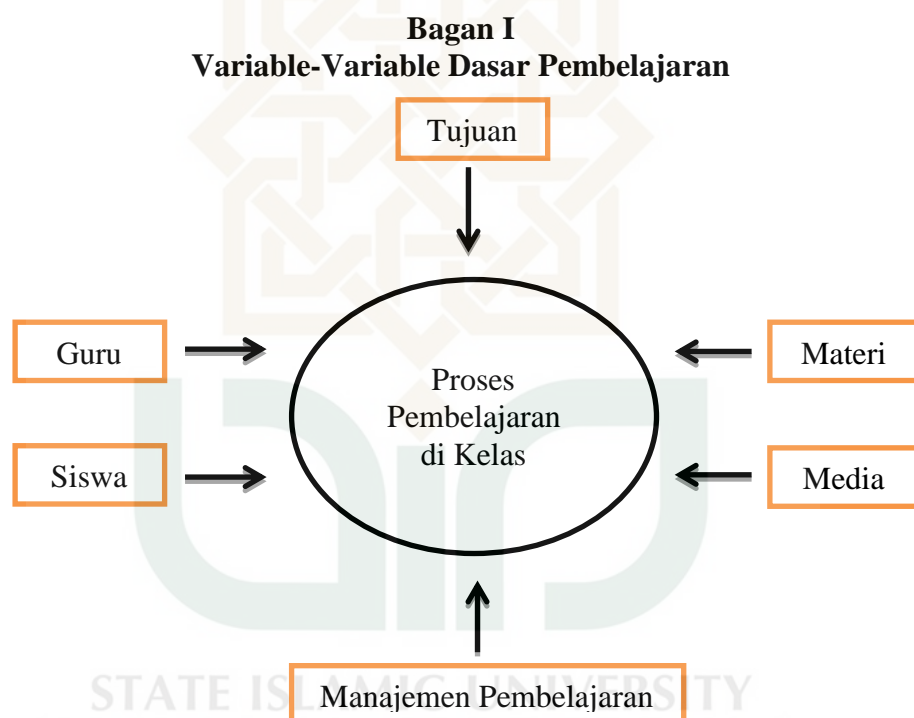 Bagan I
Variable-Variable Dasar Pembelajaran
Tujuan
Guru
Materi
Proses
Pembelajaran
di Kelas
Siswa
Media
Manajemen Pembelajaran
STATE ISLAMIC UNIVERSITY